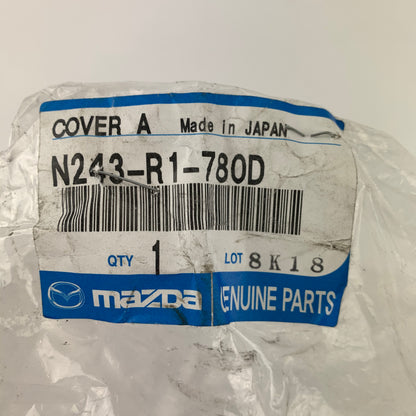 COVER A Made in JAPAN
N243-R1-780D
QTY 1 LOT 8K18
mazda GENUINE PARTS